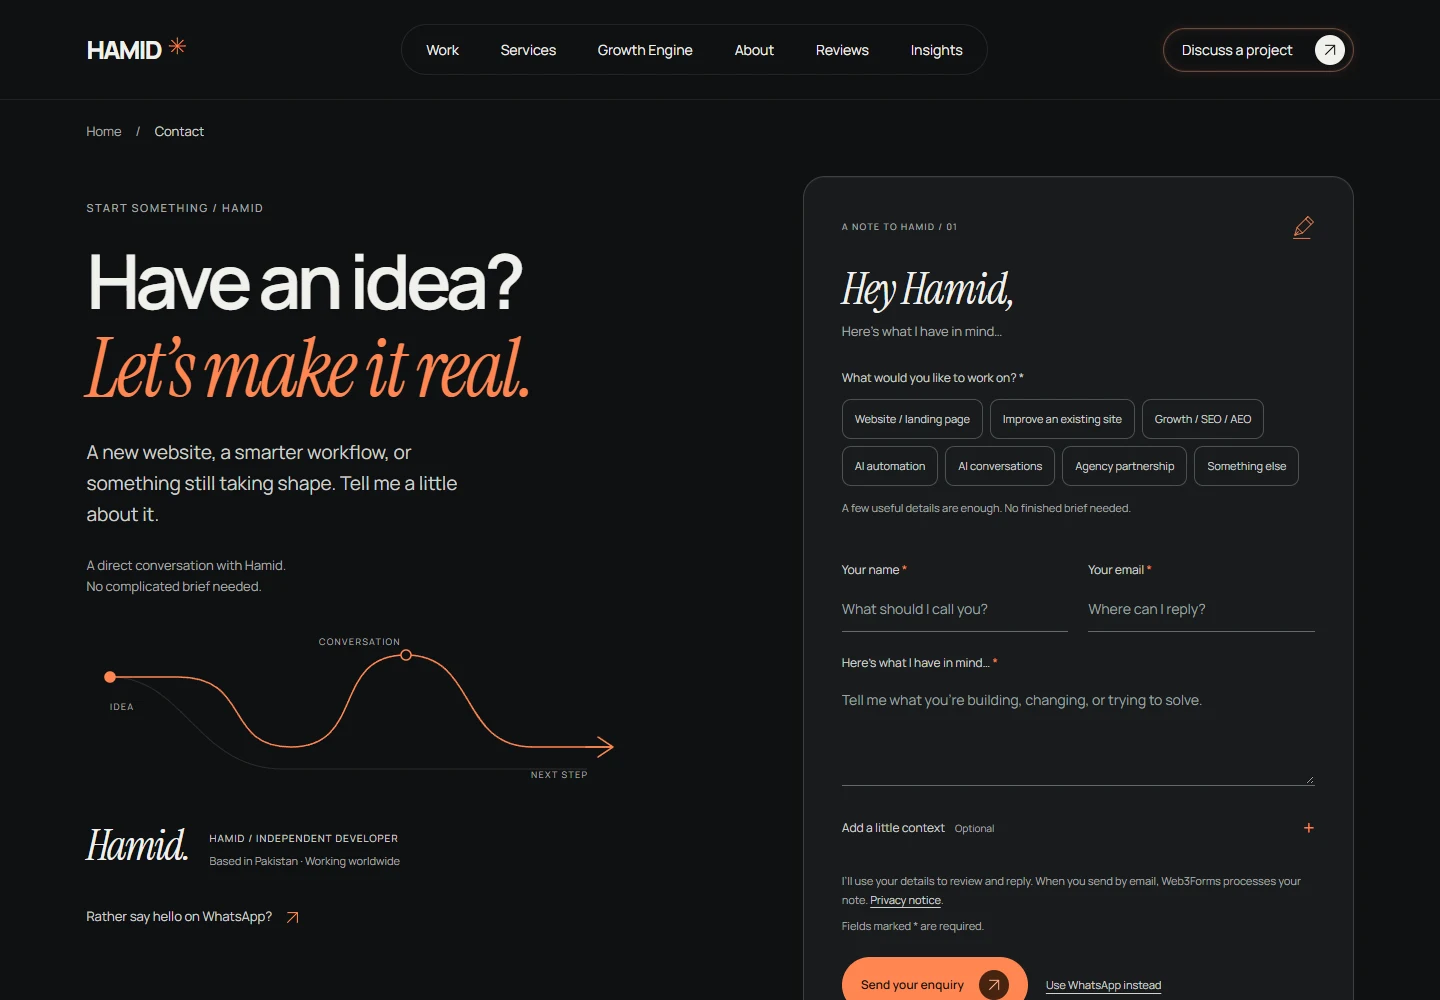 HAMID
Work
Services
Growth Engine
About
Reviews
Insights
Discuss a project
Home / Contact
START SOMETHING / HAMID
Have an idea?
Let’s make it real.
A new website, a smarter workflow, or
something still taking shape. Tell me a little
about it.
A direct conversation with Hamid.
No complicated brief needed.
CONVERSATION
IDEA
NEXT STEP
Hamid.
HAMID / INDEPENDENT DEVELOPER
Based in Pakistan · Working worldwide
Rather say hello on WhatsApp?
A NOTE TO HAMID / 01
Hey Hamid,
Here’s what I have in mind…
What would you like to work on? *
Website / landing page
Improve an existing site
Growth / SEO / AEO
AI automation
AI conversations
Agency partnership
Something else
A few useful details are enough. No finished brief needed.
Your name *
Your email *
What should I call you?
Where can I reply?
Here’s what I have in mind… *
Tell me what you’re building, changing, or trying to solve.
Add a little context Optional
I’ll use your details to review and reply. When you send by email, Web3Forms processes your
note. Privacy notice.
Fields marked * are required.
Send your enquiry
Use WhatsApp instead